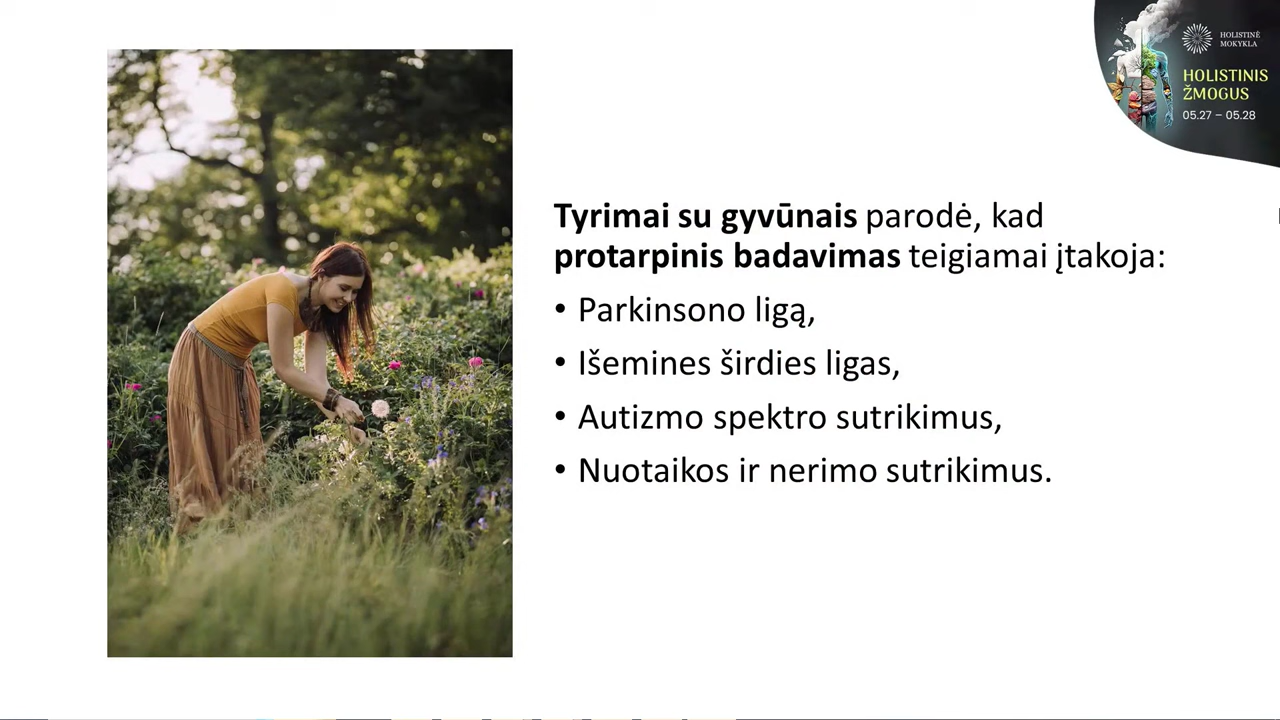 HOLISTINĖ
MOKYKLA
HOLISTINIS
ŽMOGUS
05.27 – 05.28
Tyrimai su gyvūnais parodė, kad
protarpinis badavimas teigiamai įtakoja:
• Parkinsono ligą,
• Išemines širdies ligas,
• Autizmo spektro sutrikimus,
• Nuotaikos ir nerimo sutrikimus.